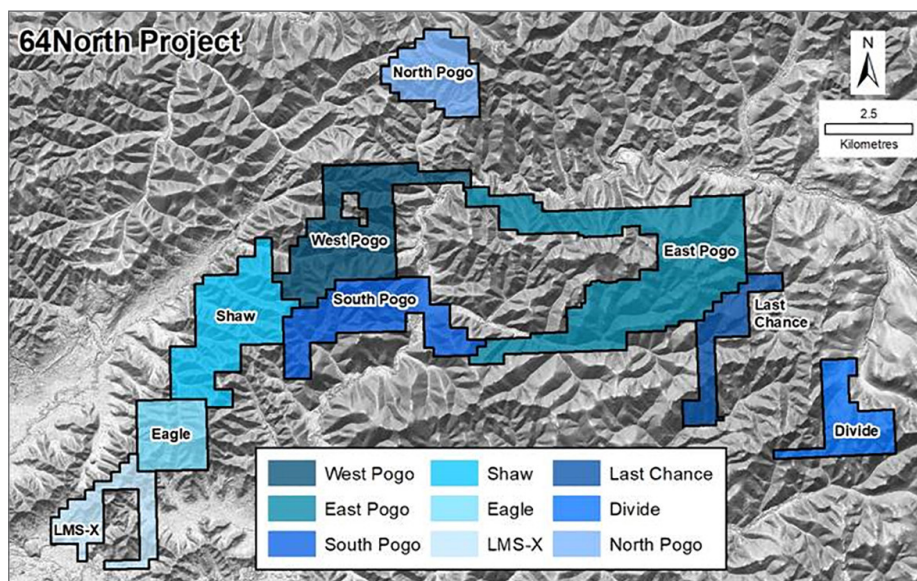 64North Project
North Pogo
N
2.5
Kilometres
West Pogo
East Pogo
South Pogo
Shaw
Last
Chance
Eagle
Divide
LMS-X
West Pogo
Shaw
Last Chance
East Pogo
Eagle
Divide
South Pogo
LMS-X
North Pogo